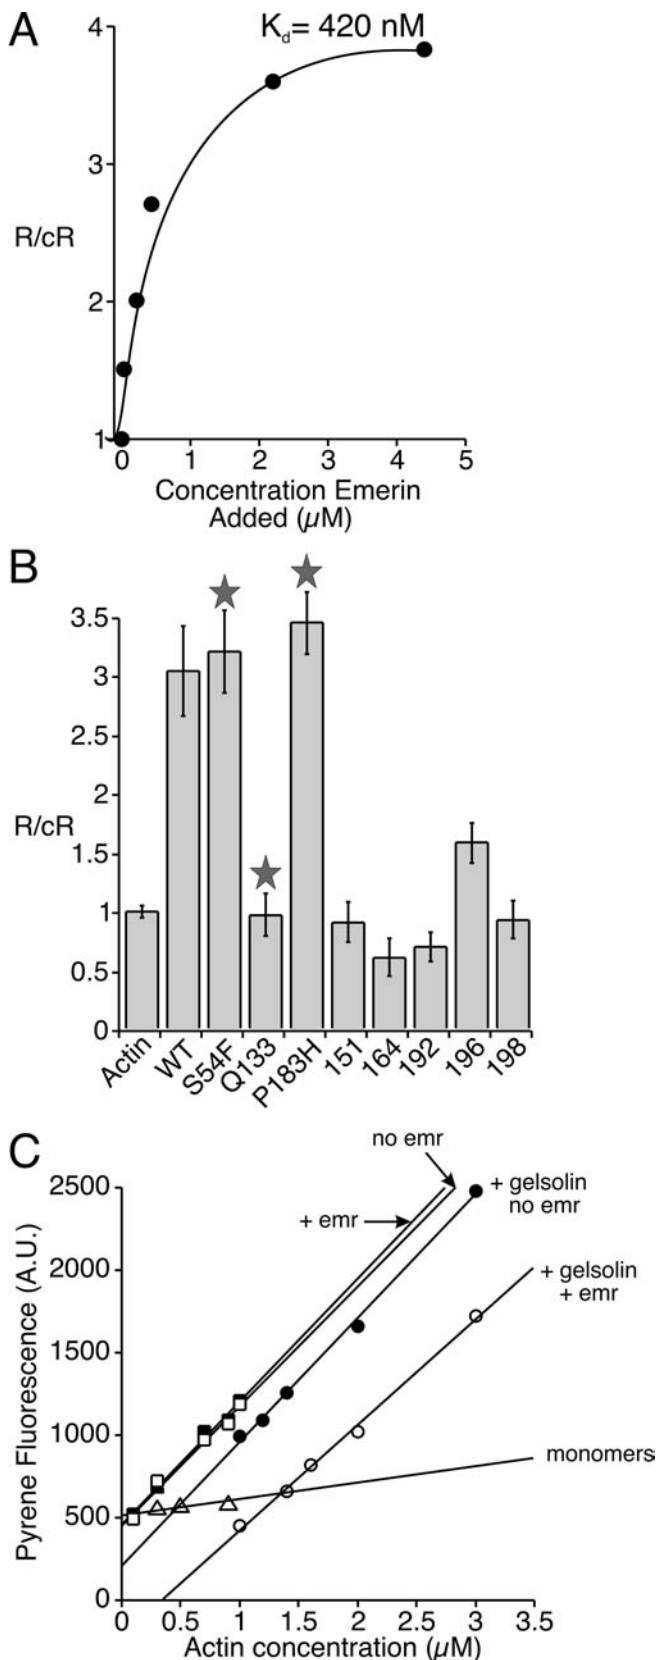 A
K_d= 420 nM
4
3
R/cR
2
1
0 1 2 3 4 5
Concentration Emerin
Added (µM)
B
3.5
3
2.5
2
R/cR
1.5
1
0.5
0
Actin WT S54F Q133 P183H 151 164 192 196 198
C
no emr
2500
+ gelsolin
no emr
+ emr
2000
+ gelsolin
+ emr
1500
Pyrene Fluorescence (A.U.)
1000
monomers
500
0
0 0.5 1 1.5 2 2.5 3 3.5
Actin concentration (µM)